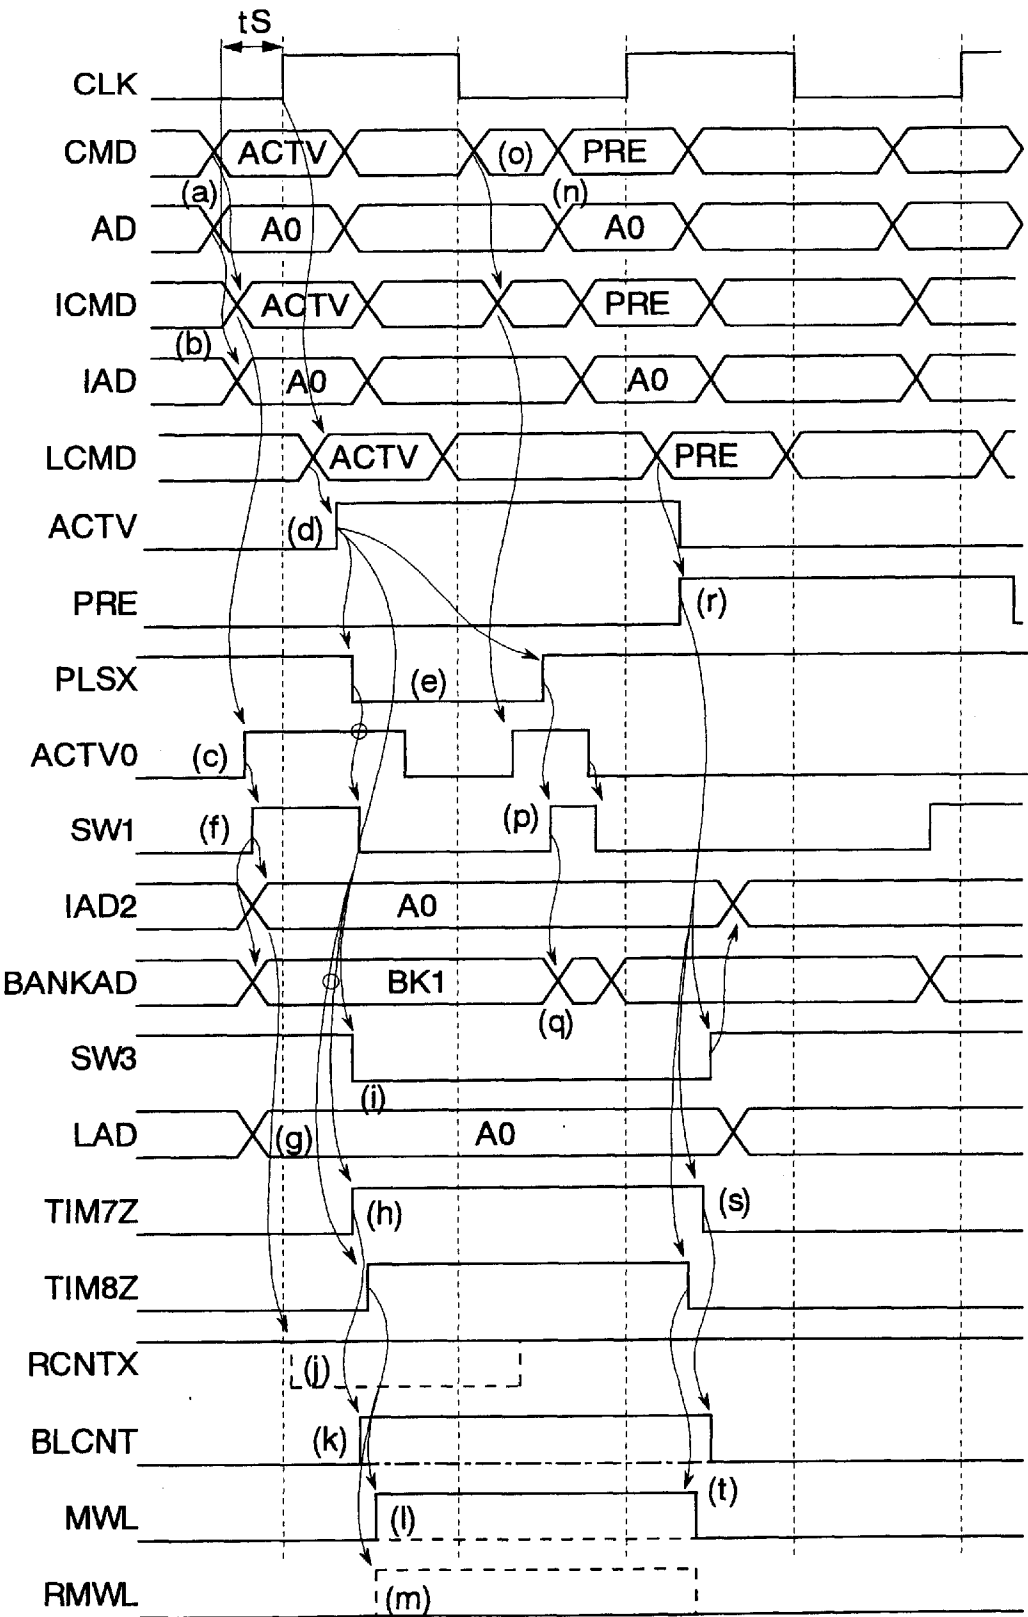 tS
CLK
CMD ACTV (o) PRE
(a) (n)
AD A0 A0
ICMD ACTV PRE
(b)
IAD A0 A0
LCMD ACTV PRE
ACTV (d)
PRE (r)
PLSX (e)
ACTV0 (c)
SW1 (f) (p)
IAD2 A0
BANKAD BK1
(q)
SW3
(i)
LAD (g) A0
TIM7Z (h) (s)
TIM8Z
RCNTX (j)
BLCNT (k)
(t)
MWL (l)
RMWL (m)